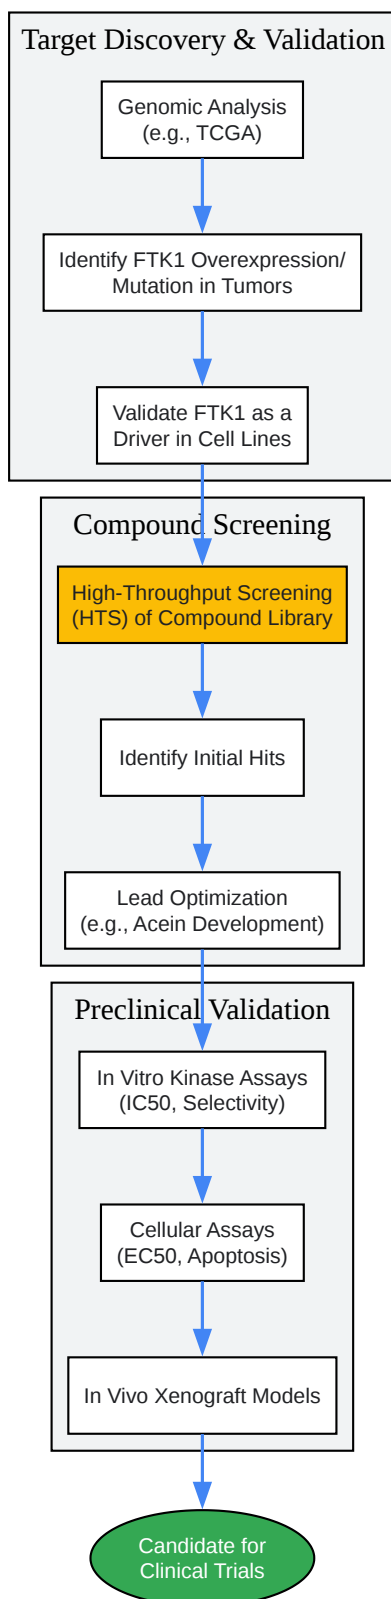 Target Discovery & Validation
Genomic Analysis
(e.g., TCGA)
Identify FTK1 Overexpression/
Mutation in Tumors
Validate FTK1 as a
Driver in Cell Lines
Compound Screening
High-Throughput Screening
(HTS) of Compound Library
Identify Initial Hits
Lead Optimization
(e.g., Acein Development)
Preclinical Validation
In Vitro Kinase Assays
(IC50, Selectivity)
Cellular Assays
(EC50, Apoptosis)
In Vivo Xenograft Models
Candidate for
Clinical Trials